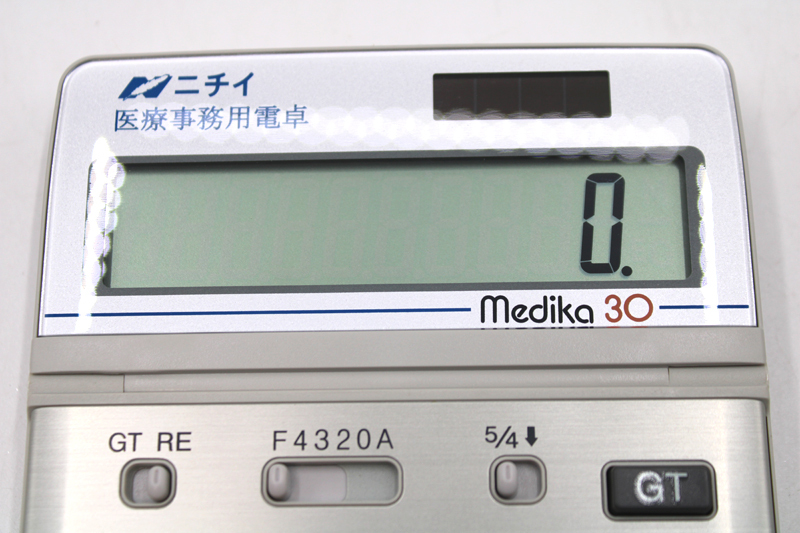 ニチイ
医療事務用電卓
0.
Medika 30
GT RE
F4320A
5/4⬇
GT